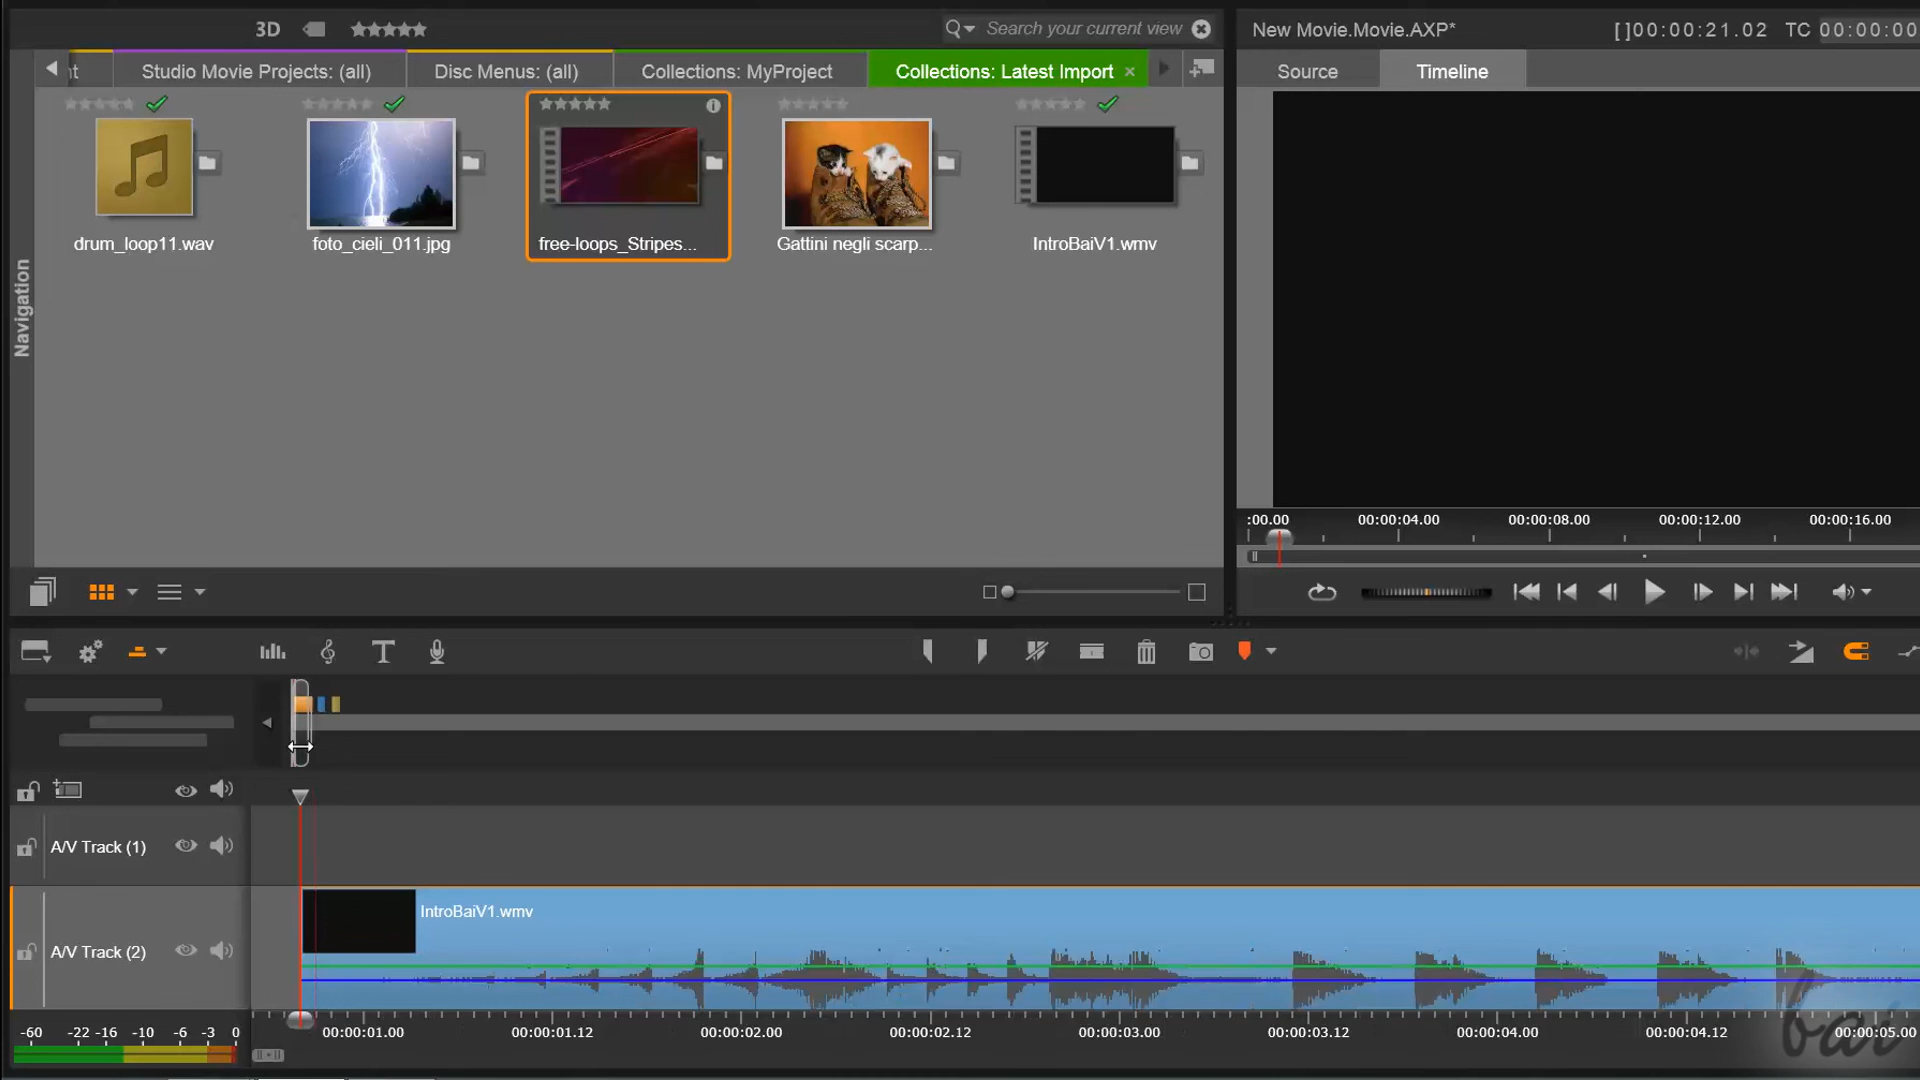 3D
Search your current view
New Movie.Movie.AXP*
[]00:00:21.02
TC 00:00:00
nt
Studio Movie Projects: (all)
Disc Menus: (all)
Collections: MyProject
Collections: Latest Import
Source
Timeline
Navigation
drum_loop11.wav
foto_cieli_011.jpg
free-loops_Stripes...
Gattini negli scarp...
IntroBaiV1.wmv
:00.00
00:00:04.00
00:00:08.00
00:00:12.00
00:00:16.00
A/V Track (1)
IntroBaiV1.wmv
A/V Track (2)
-60 -22 -16 -10 -6 -3 0
00:00:01.00
00:00:01.12
00:00:02.00
00:00:02.12
00:00:03.00
00:00:03.12
00:00:04.00
00:00:04.12
00:00:05.00
bai